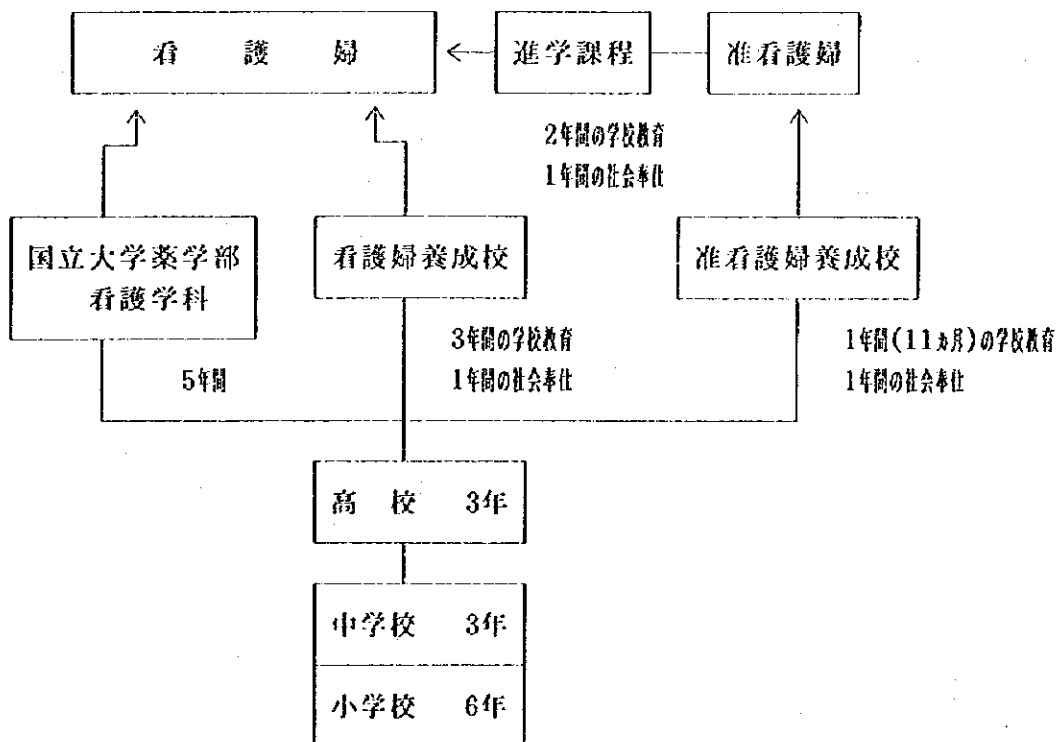 看護婦
進学課程
准看護婦
2年間の学校教育
1年間の社会奉仕
国立大学薬学部
看護学科
看護婦養成校
准看護婦養成校
5年間
3年間の学校教育
1年間の社会奉仕
1年間(11ヵ月)の学校教育
1年間の社会奉仕
高校 3年
中学校 3年
小学校 6年